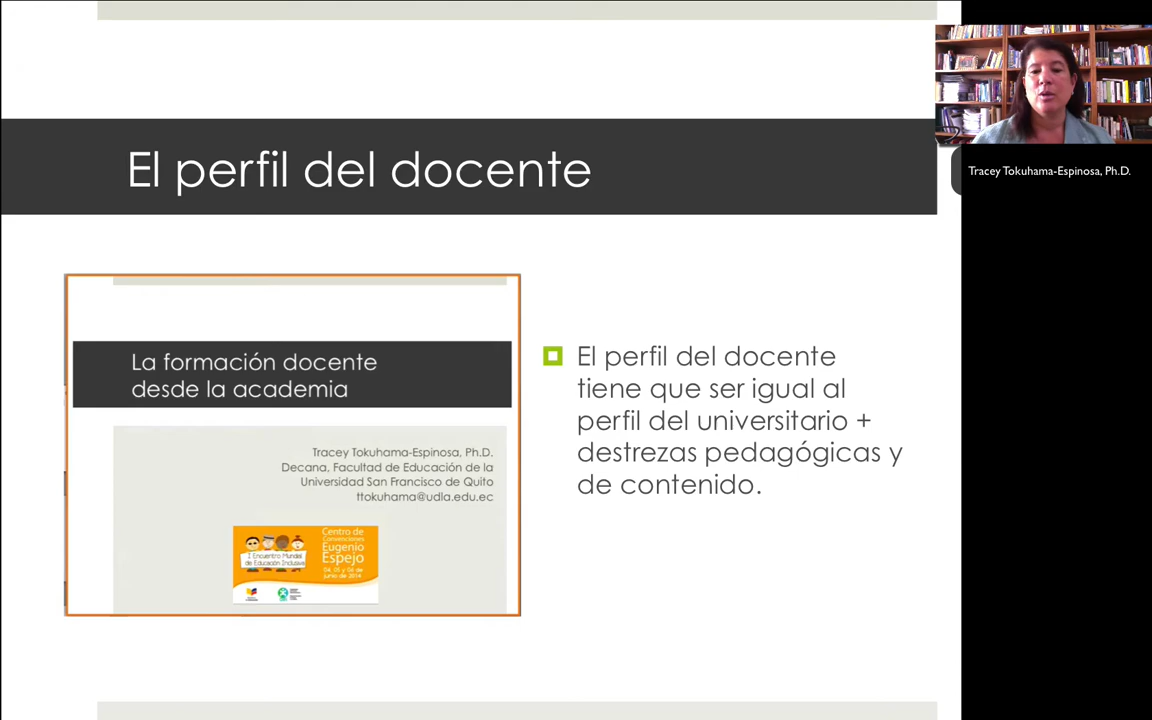 El perfil del docente
Tracey Tokuhama-Espinosa, Ph.D.
La formación docente
desde la academia
Tracey Tokuhama-Espinosa, Ph.D.
Decana, Facultad de Educación de la
Universidad San Francisco de Quito
ttokuhama@udla.edu.ec
I Encuentro Mundial
de Educación Inclusiva
Centro de
Convenciones
Eugenio
Espejo
junio de 2014
El perfil del docente
tiene que ser igual al
perfil del universitario +
destrezas pedagógicas y
de contenido.